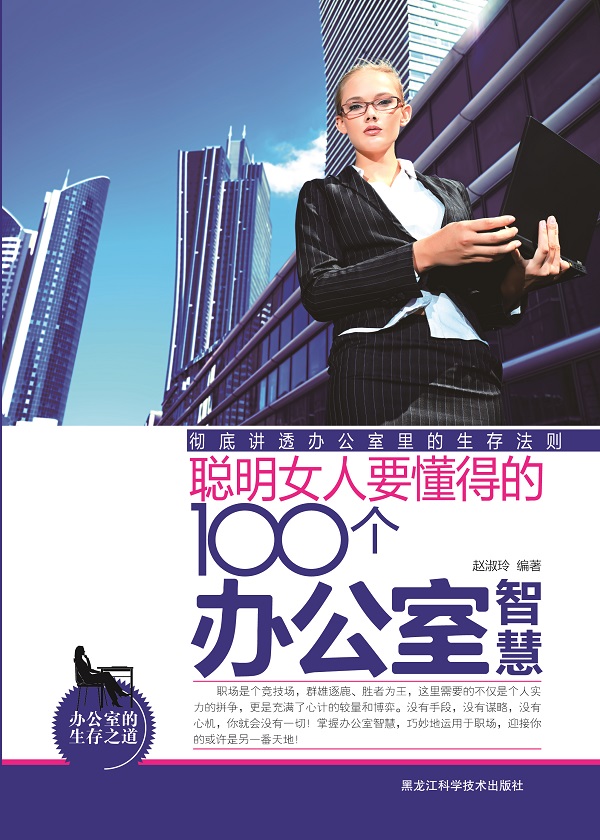 彻底讲透办公室里的生存法则
聪明女人要懂得的
100个
赵淑玲 编著
办公室智慧
职场是个竞技场，群雄逐鹿、胜者为王，这里需要的不仅是个人实
力的拼争，更是充满了心计的较量和博弈。没有手段，没有谋略，没有
心机，你就会没有一切！掌握办公室智慧，巧妙地运用于职场，迎接你
的或许是另一番天地！
办公室的
生存之道
黑龙江科学技术出版社